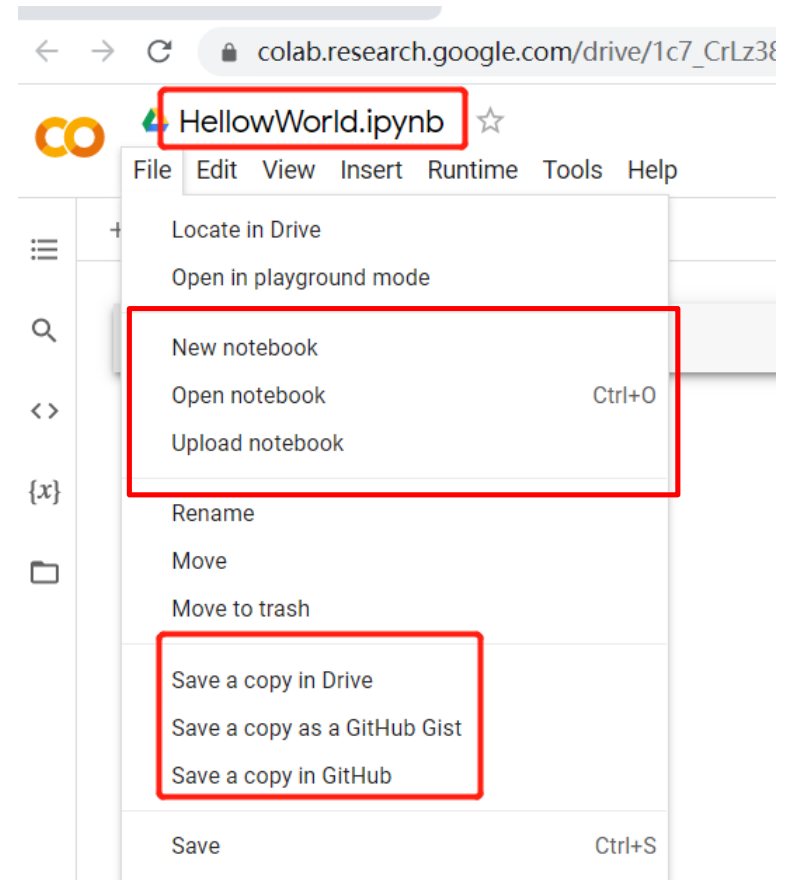 colab.research.google.com/drive/1c7_CrLz38
HellowWorld.ipynb
File Edit View Insert Runtime Tools Help
+
Locate in Drive
Open in playground mode
New notebook
Open notebook Ctrl+O
Upload notebook
{x}
Rename
Move
Move to trash
Save a copy in Drive
Save a copy as a GitHub Gist
Save a copy in GitHub
Save Ctrl+S